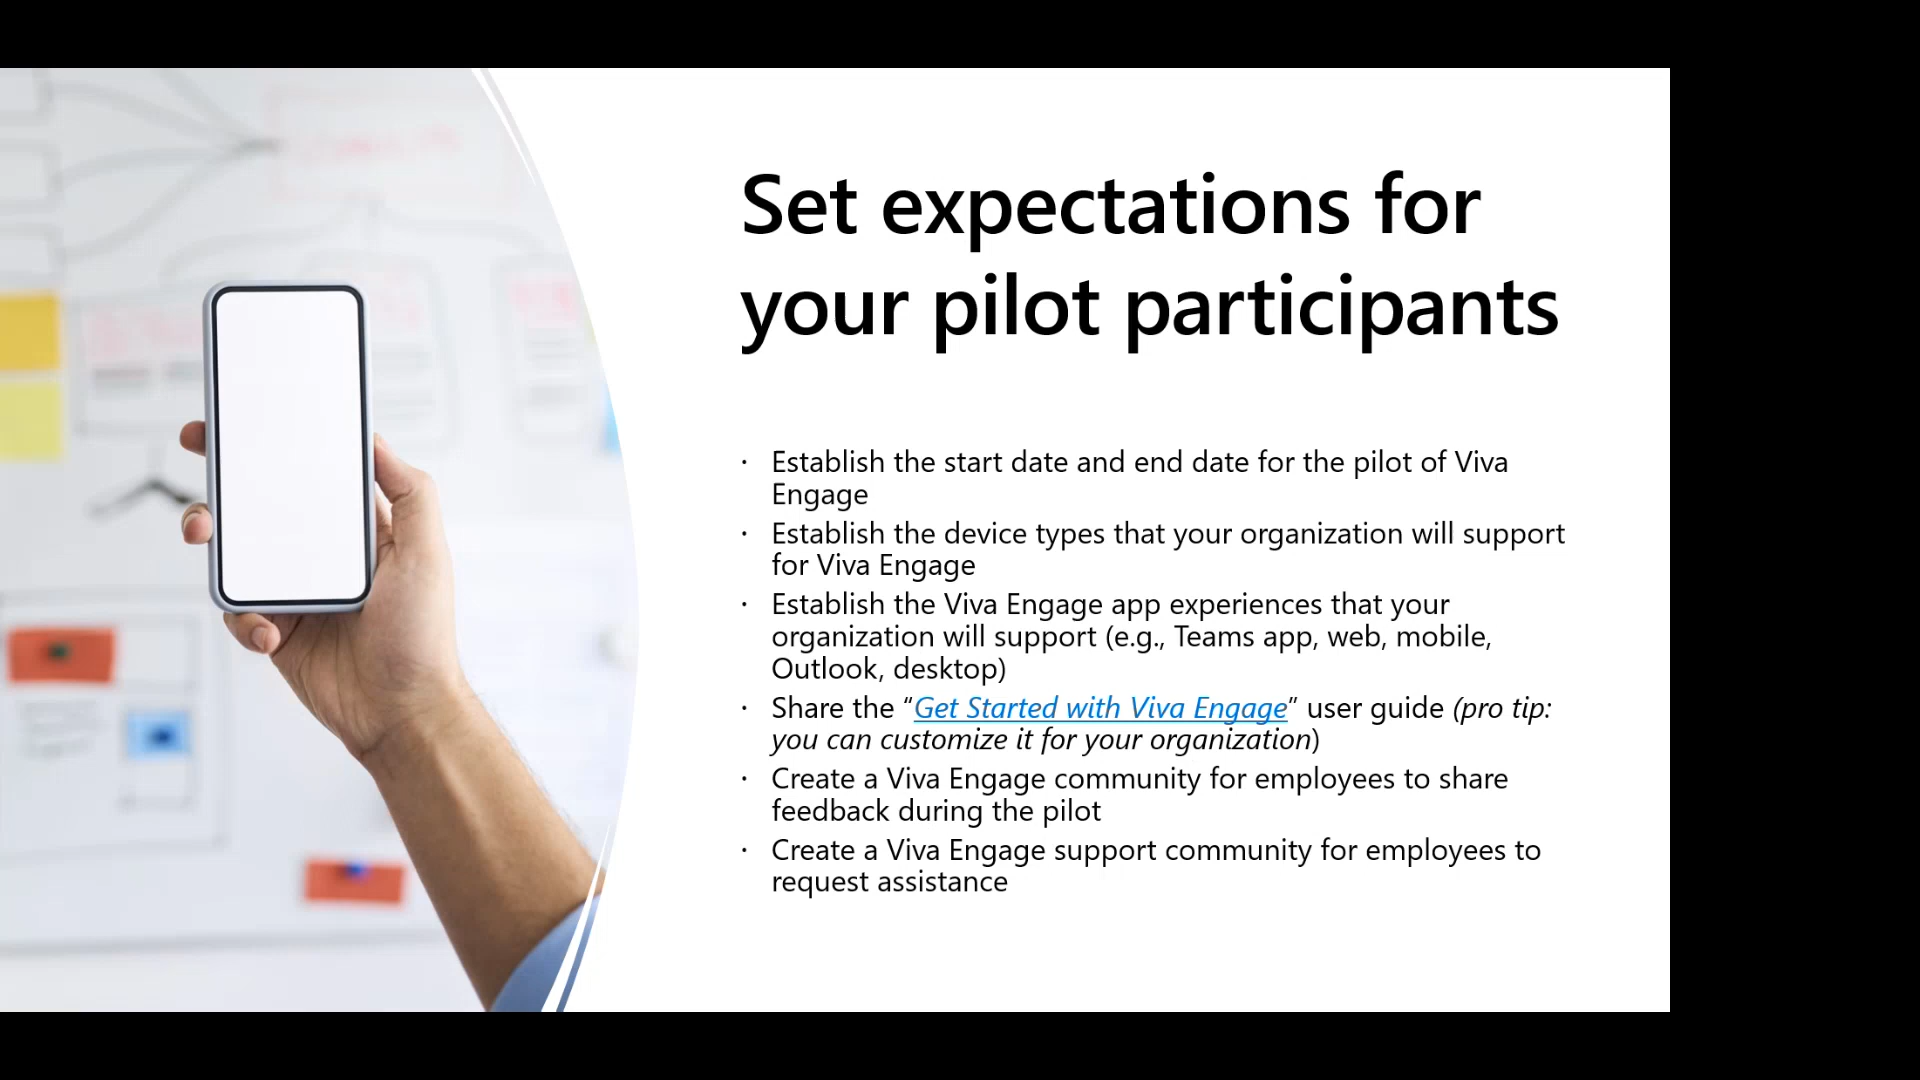 Set expectations for
your pilot participants
· Establish the start date and end date for the pilot of Viva
Engage
· Establish the device types that your organization will support
for Viva Engage
· Establish the Viva Engage app experiences that your
organization will support (e.g., Teams app, web, mobile,
Outlook, desktop)
· Share the “Get Started with Viva Engage” user guide (pro tip:
you can customize it for your organization)
· Create a Viva Engage community for employees to share
feedback during the pilot
· Create a Viva Engage support community for employees to
request assistance